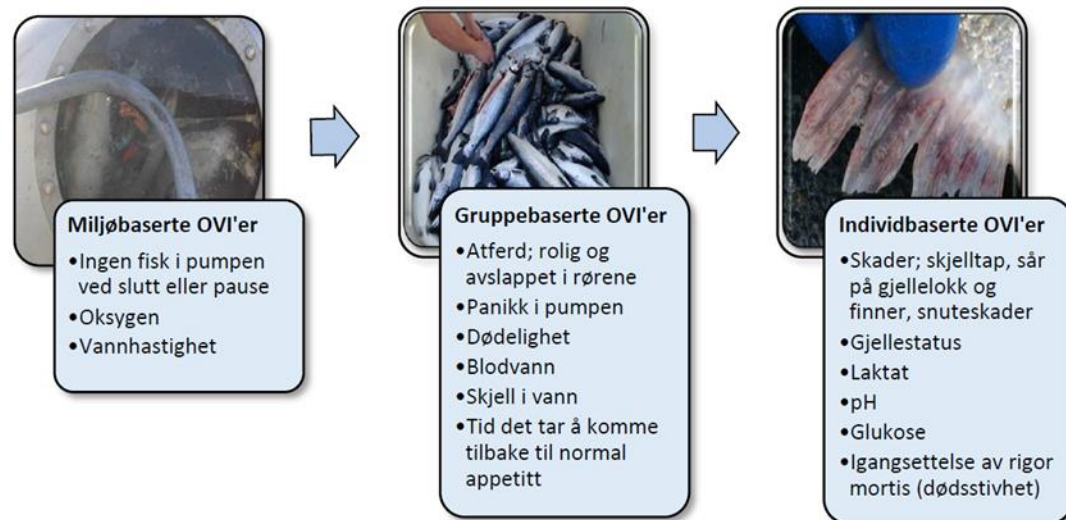 Miljøbaserte OVI'er
•Ingen fisk i pumpen
ved slutt eller pause
•Oksygen
•Vannhastighet
Gruppebaserte OVI'er
•Atferd; rolig og
avslappet i rørene
•Panikk i pumpen
•Dødelighet
•Blodvann
•Skjell i vann
•Tid det tar å komme
tilbake til normal
appetitt
Individbaserte OVI'er
•Skader; skjelltap, sår
på gjellelokk og
finner, snuteskader
•Gjellestatus
•Laktat
•pH
•Glukose
•Igangsettelse av rigor
mortis (dødsstivhet)